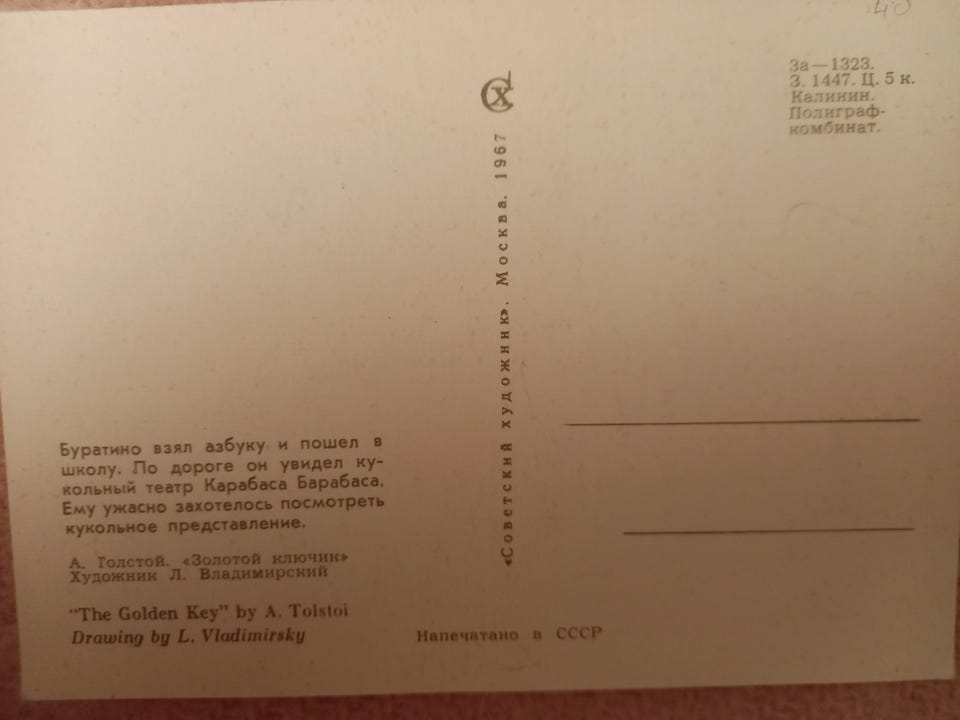 40
За—1323.
З. 1447. Ц. 5 к.
Калинин.
Полиграф-
комбинат.
СХ
«Советский художник». Москва. 1967
Буратино взял азбуку и пошел в
школу. По дороге он увидел ку-
кольный театр Карабаса Барабаса.
Ему ужасно захотелось посмотреть
кукольное представление.
А. Толстой. «Золотой ключик»
Художник Л. Владимирский
"The Golden Key" by A. Tolstoi
Drawing by L. Vladimirsky
Напечатано в СССР